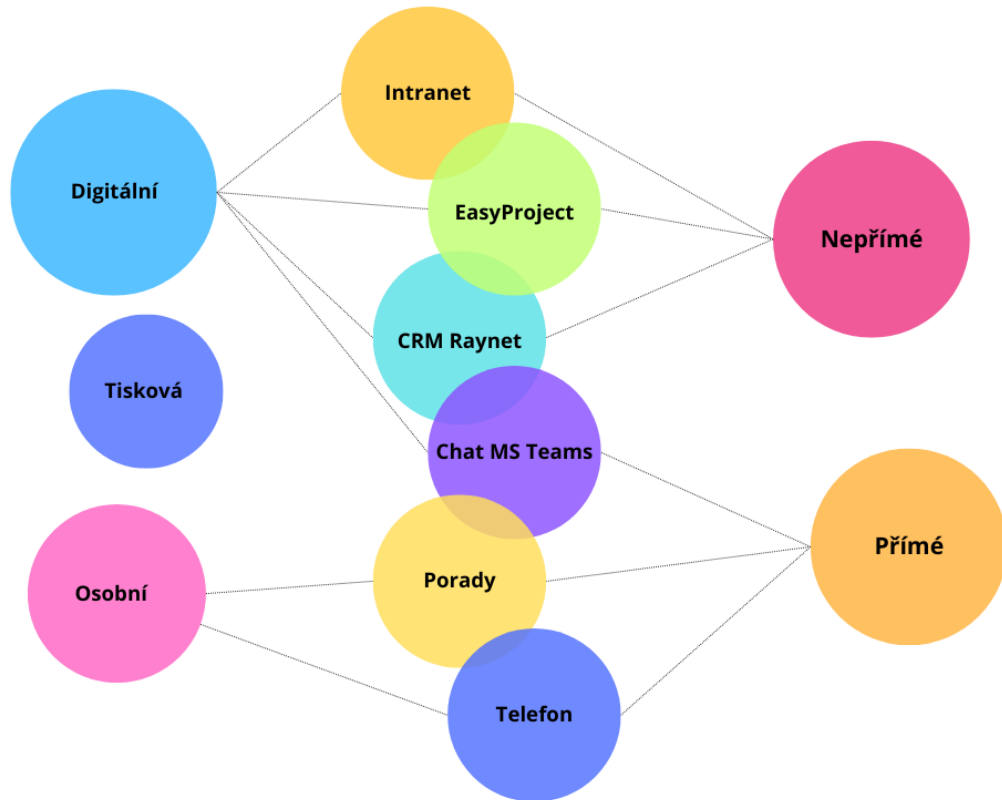 Intranet
Digitální
EasyProject
Nepřímé
CRM Raynet
Tisková
Chat MS Teams
Přímé
Porady
Osobní
Telefon